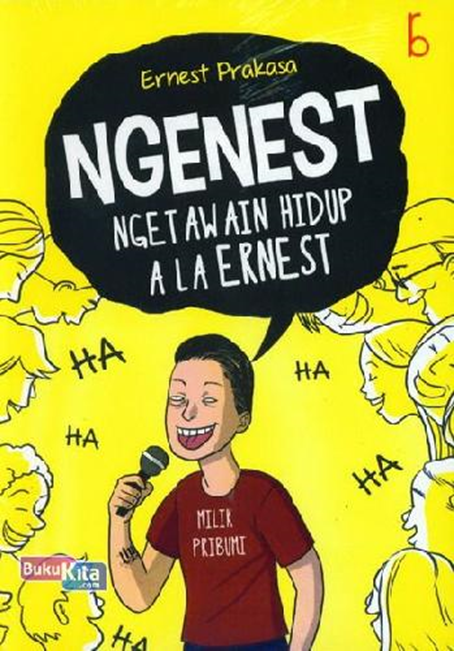 Ernest Prakasa
NGENEST
NGETAWAIN HIDUP
A LA ERNEST
HA
HA
HA
HA
HA
MILIK
PRIBUMI
BukuKita
.com